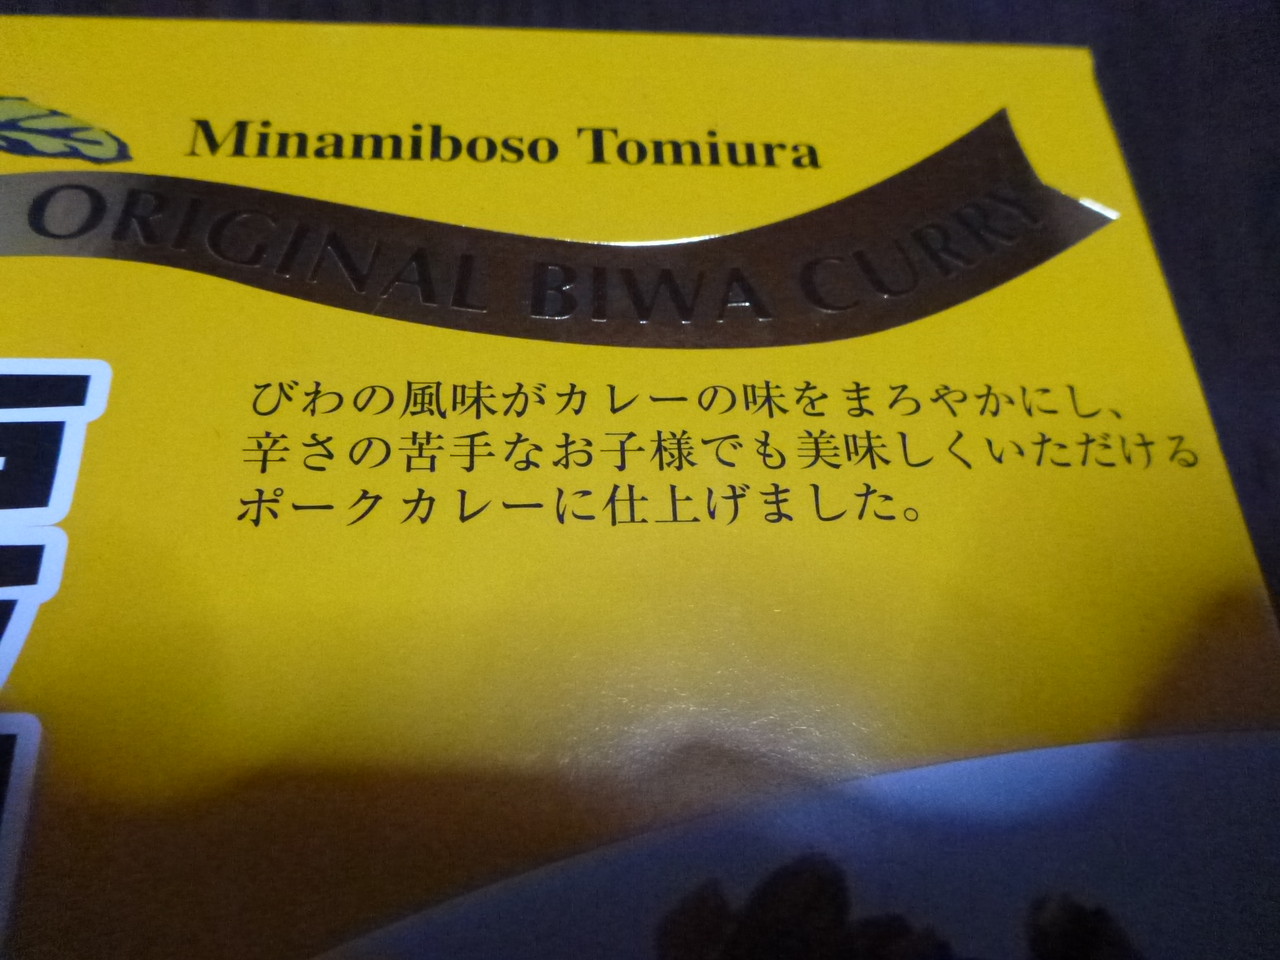 Minamiboso Tomiura
ORIGINAL BIWA CURRY
びわの風味がカレーの味をまろやかにし、
辛さの苦手なお子様でも美味しくいただける
ポークカレーに仕上げました。